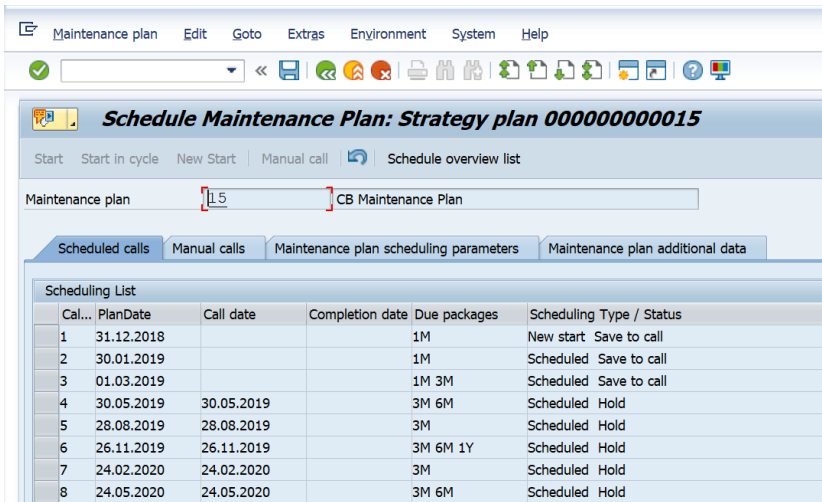 Maintenance plan Edit Goto Extras Environment System Help
Schedule Maintenance Plan: Strategy plan 000000000015
Start Start in cycle New Start Manual call Schedule overview list
Maintenance plan 15 CB Maintenance Plan
Scheduled calls Manual calls Maintenance plan scheduling parameters Maintenance plan additional data
Scheduling List
Cal... PlanDate Call date Completion date Due packages Scheduling Type / Status
1 31.12.2018 1M New start Save to call
2 30.01.2019 1M Scheduled Save to call
3 01.03.2019 1M 3M Scheduled Save to call
4 30.05.2019 30.05.2019 3M 6M Scheduled Hold
5 28.08.2019 28.08.2019 3M Scheduled Hold
6 26.11.2019 26.11.2019 3M 6M 1Y Scheduled Hold
7 24.02.2020 24.02.2020 3M Scheduled Hold
8 24.05.2020 24.05.2020 3M 6M Scheduled Hold